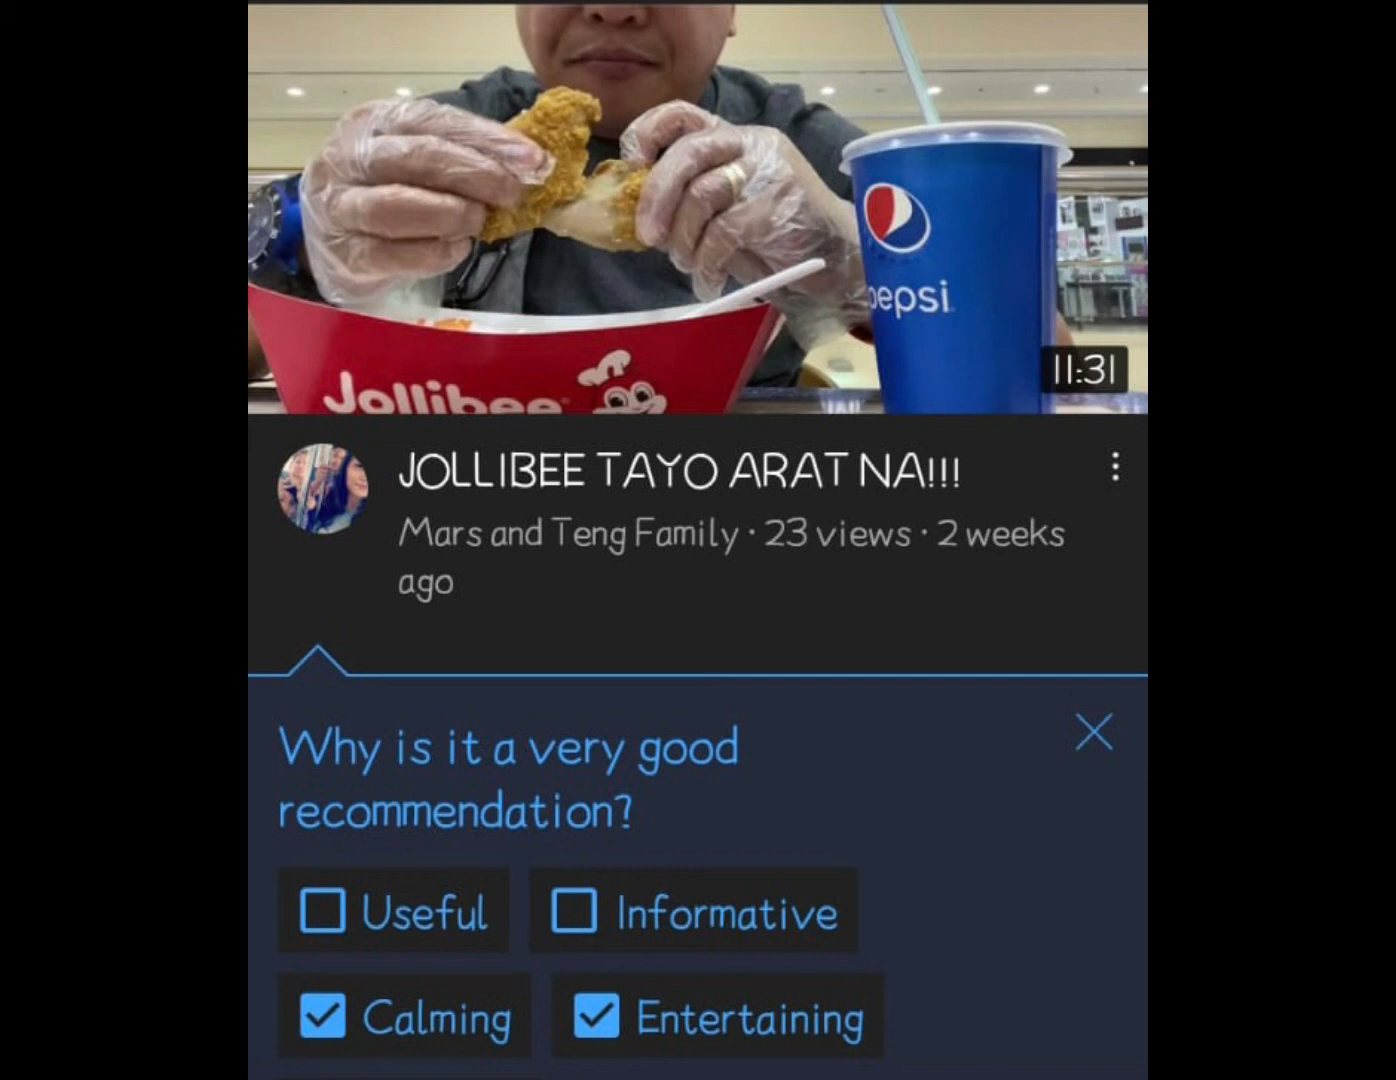 pepsi
11:31
Jollibee
JOLLIBEE TAYO ARAT NA!!!
Mars and Teng Family · 23 views · 2 weeks
ago
Why is it a very good
recommendation?
Useful
Informative
Calming
Entertaining